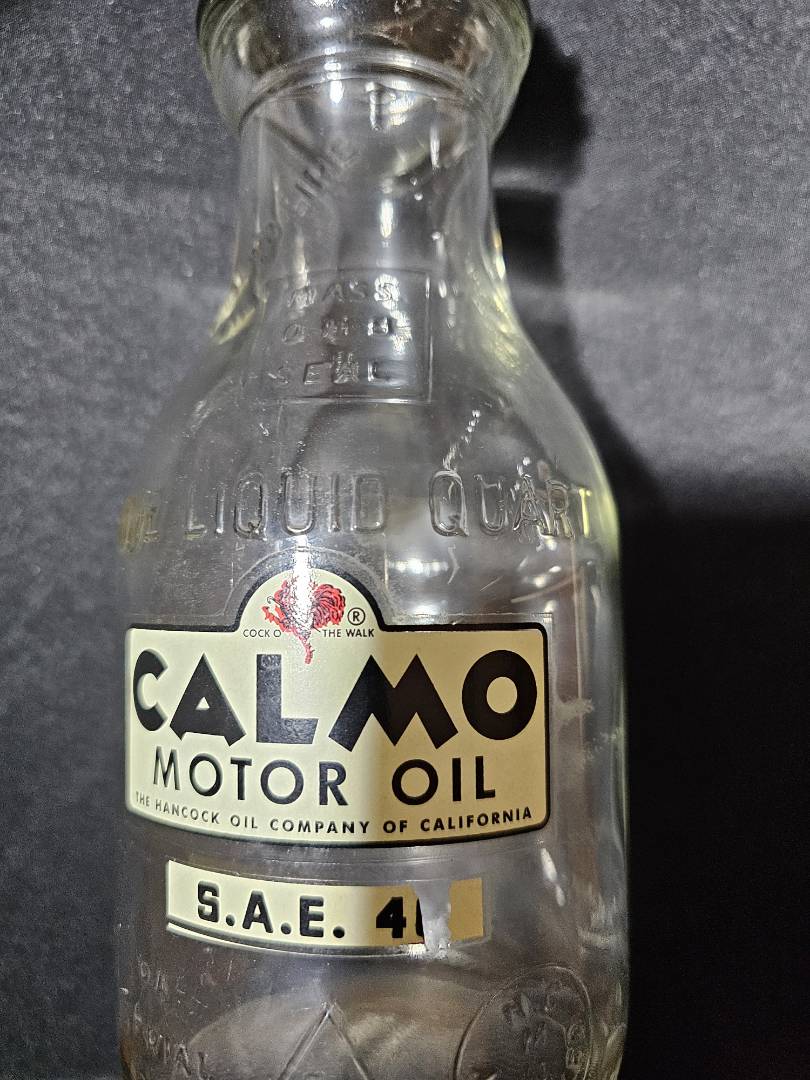 MASS
SEAL
LIQUID QUART
®
COCK O THE WALK
CALMO
MOTOR OIL
THE HANCOCK OIL COMPANY OF CALIFORNIA
S.A.E. 4